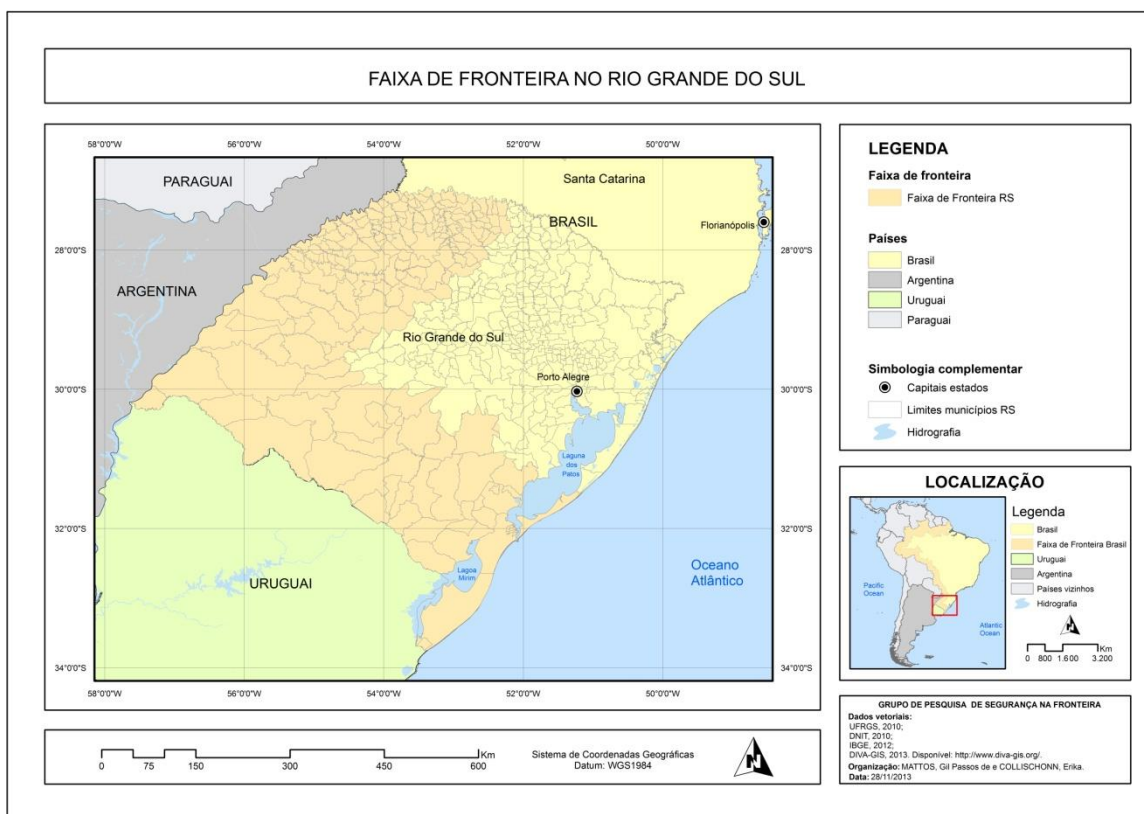 FAIXA DE FRONTEIRA NO RIO GRANDE DO SUL
58°0'0"W 56°0'0"W 54°0'0"W 52°0'0"W 50°0'0"W
PARAGUAI
Santa Catarina
BRASIL
Florianópolis
28°0'0"S 28°0'0"S
ARGENTINA
Rio Grande do Sul
Porto Alegre
30°0'0"S 30°0'0"S
Laguna
dos
Patos
32°0'0"S 32°0'0"S
Lagoa
Mirim
URUGUAI
Oceano
Atlântico
34°0'0"S 34°0'0"S
58°0'0"W 56°0'0"W 54°0'0"W 52°0'0"W 50°0'0"W
Km
0 75 150 300 450 600
Sistema de Coordenadas Geográficas
Datum: WGS1984
N
LEGENDA
Faixa de fronteira
Faixa de Fronteira RS
Países
Brasil
Argentina
Uruguai
Paraguai
Simbologia complementar
Capitais estados
Limites municípios RS
Hidrografia
LOCALIZAÇÃO
Legenda
Brasil
Faixa de Fronteira Brasil
Uruguai
Argentina
Países vizinhos
Hidrografia
Pacific
Ocean
Atlantic
Ocean
N
Km
0 800 1.600 3.200
GRUPO DE PESQUISA DE SEGURANÇA NA FRONTEIRA
Dados vetoriais:
UFRGS, 2010;
DNIT, 2010;
IBGE, 2012;
DIVA-GIS, 2013. Disponível: http://www.diva-gis.org/.
Organização: MATTOS, Gil Passos de e COLLISCHONN, Erika.
Data: 28/11/2013